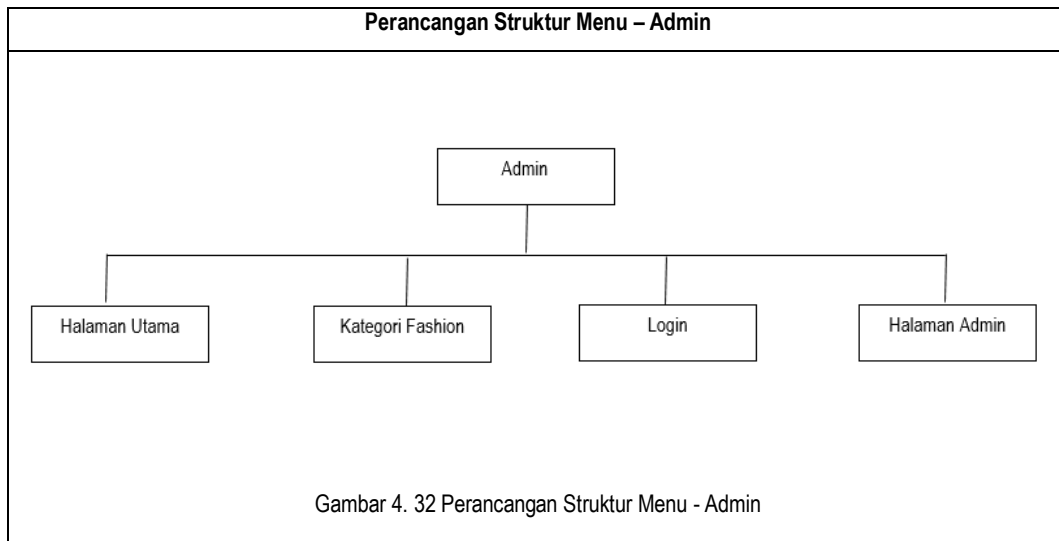 Perancangan Struktur Menu – Admin
Admin
Halaman Utama
Kategori Fashion
Login
Halaman Admin
Gambar 4. 32 Perancangan Struktur Menu - Admin